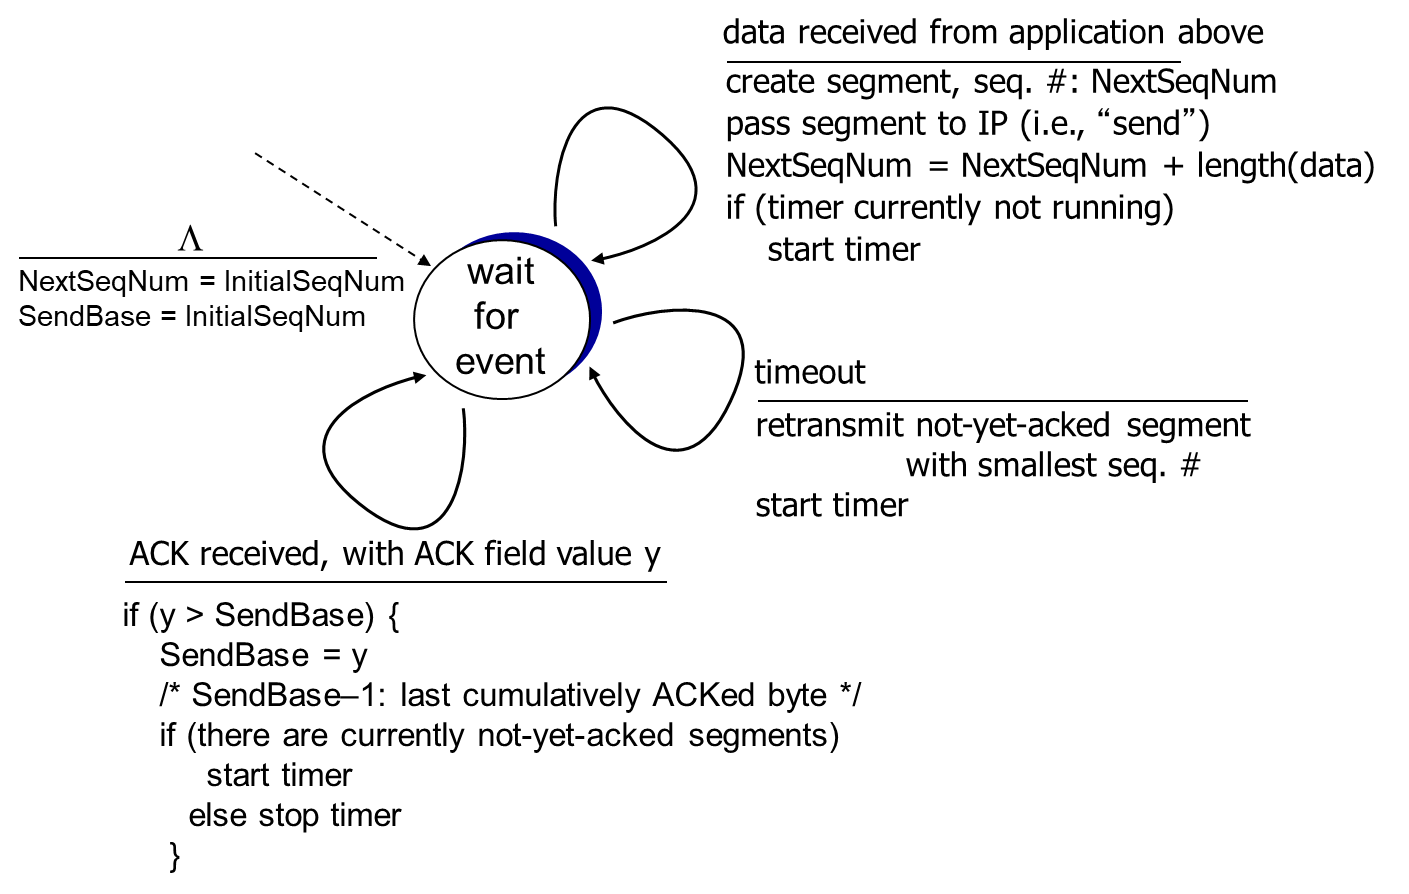 data received from application above
create segment, seq. #: NextSeqNum
pass segment to IP (i.e., “send”)
NextSeqNum = NextSeqNum + length(data)
if (timer currently not running)
start timer
Λ
NextSeqNum = InitialSeqNum
SendBase = InitialSeqNum
wait
for
event
timeout
retransmit not-yet-acked segment
with smallest seq. #
start timer
ACK received, with ACK field value y
if (y > SendBase) {
SendBase = y
/* SendBase–1: last cumulatively ACKed byte */
if (there are currently not-yet-acked segments)
start timer
else stop timer
}